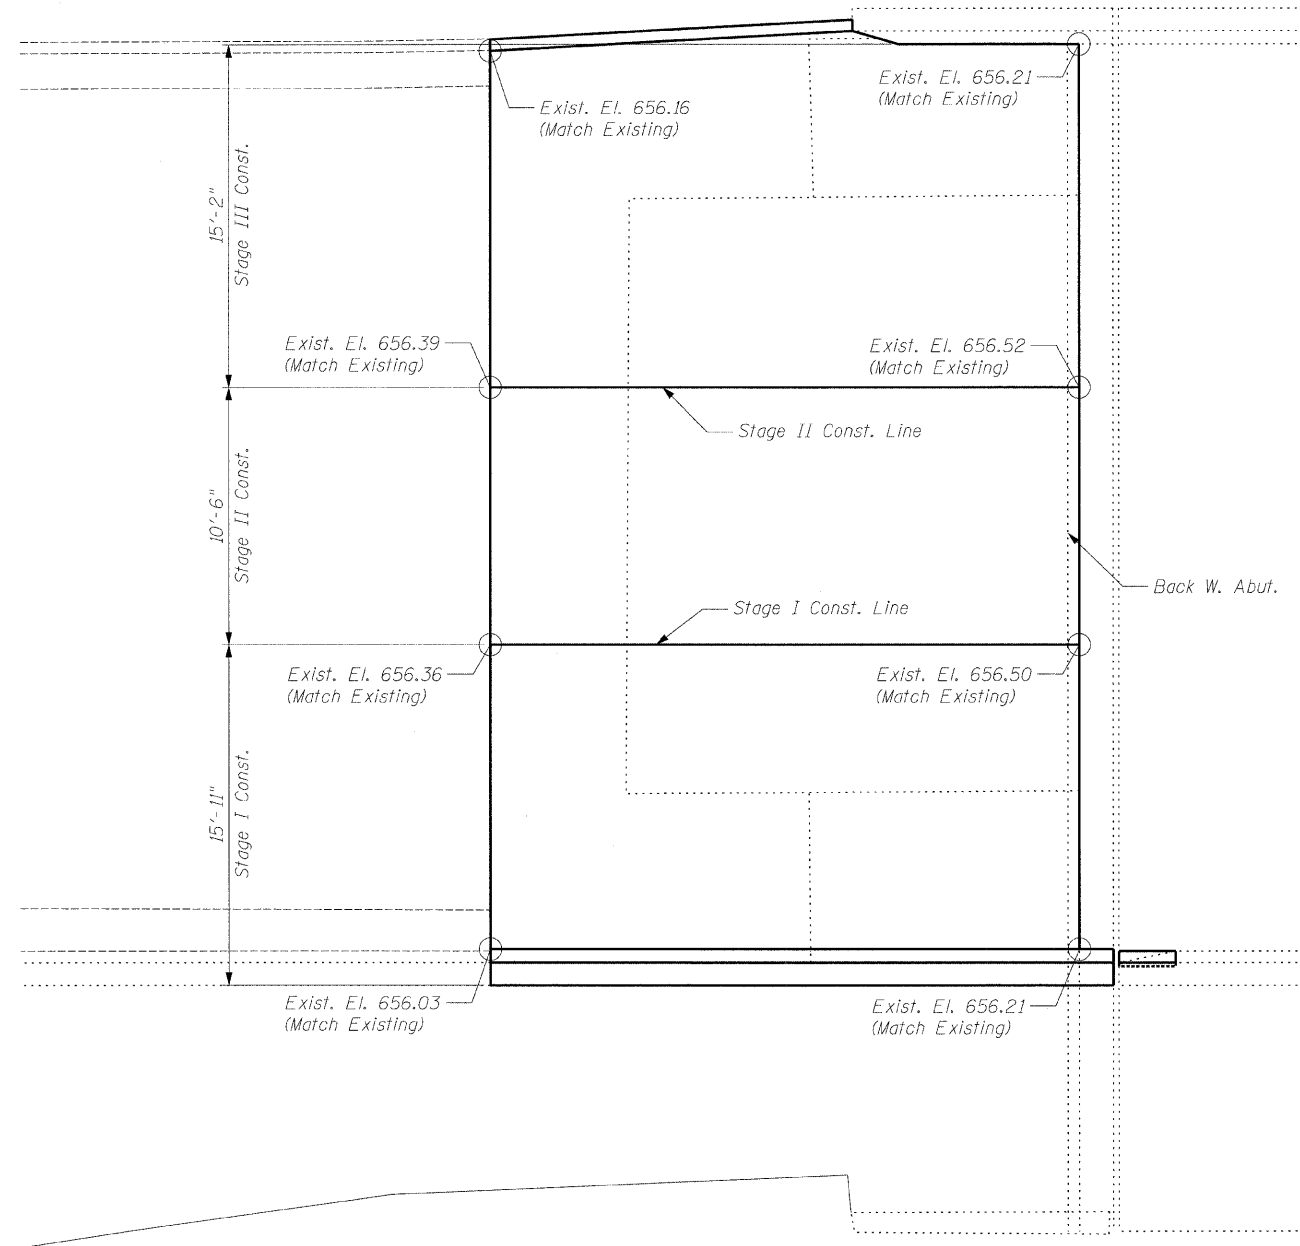 Exist. El. 656.21
(Match Existing)
Exist. El. 656.16
(Match Existing)
15'-2"
Stage III Const.
Exist. El. 656.39
(Match Existing)
Exist. El. 656.52
(Match Existing)
Stage II Const. Line
10'-6"
Stage II Const.
Back W. Abut.
Stage I Const. Line
Exist. El. 656.36
(Match Existing)
Exist. El. 656.50
(Match Existing)
15'-11"
Stage I Const.
Exist. El. 656.03
(Match Existing)
Exist. El. 656.21
(Match Existing)